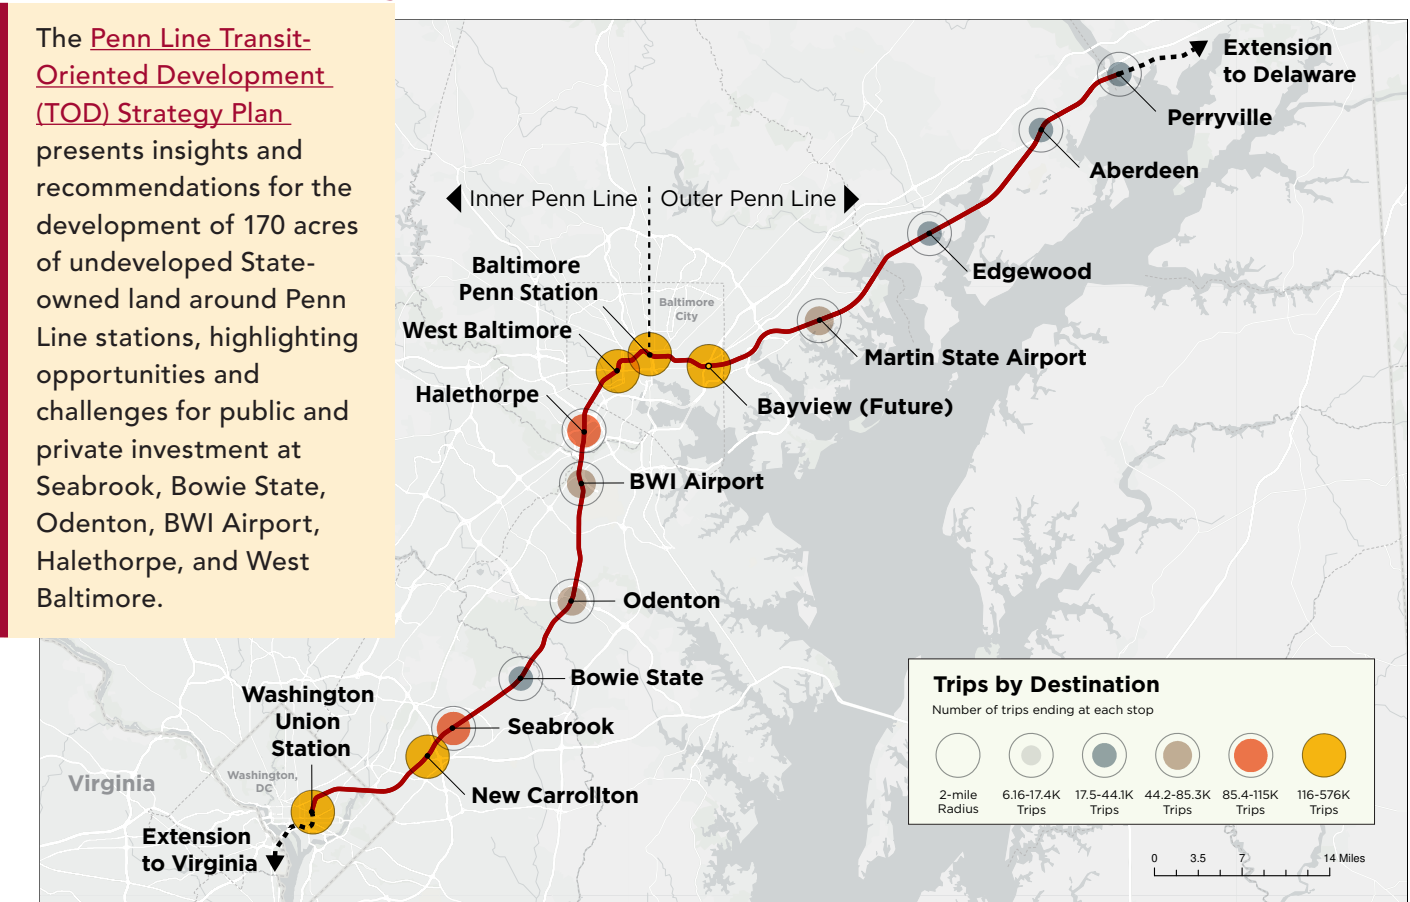 The Penn Line Transit-
Oriented Development
(TOD) Strategy Plan
presents insights and
recommendations for the
development of 170 acres
of undeveloped State-
owned land around Penn
Line stations, highlighting
opportunities and
challenges for public and
private investment at
Seabrook, Bowie State,
Odenton, BWI Airport,
Halethorpe, and West
Baltimore.
Extension
to Delaware
Perryville
Aberdeen
Inner Penn Line
Outer Penn Line
Edgewood
Baltimore
Penn Station
Baltimore
City
West Baltimore
Martin State Airport
Halethorpe
Bayview (Future)
BWI Airport
Odenton
Bowie State
Washington
Union
Station
Seabrook
Virginia
Washington,
DC
New Carrollton
Extension
to Virginia
Trips by Destination
Number of trips ending at each stop
2-mile
Radius
6.16-17.4K
Trips
17.5-44.1K
Trips
44.2-85.3K
Trips
85.4-115K
Trips
116-576K
Trips
0 3.5 7 14 Miles